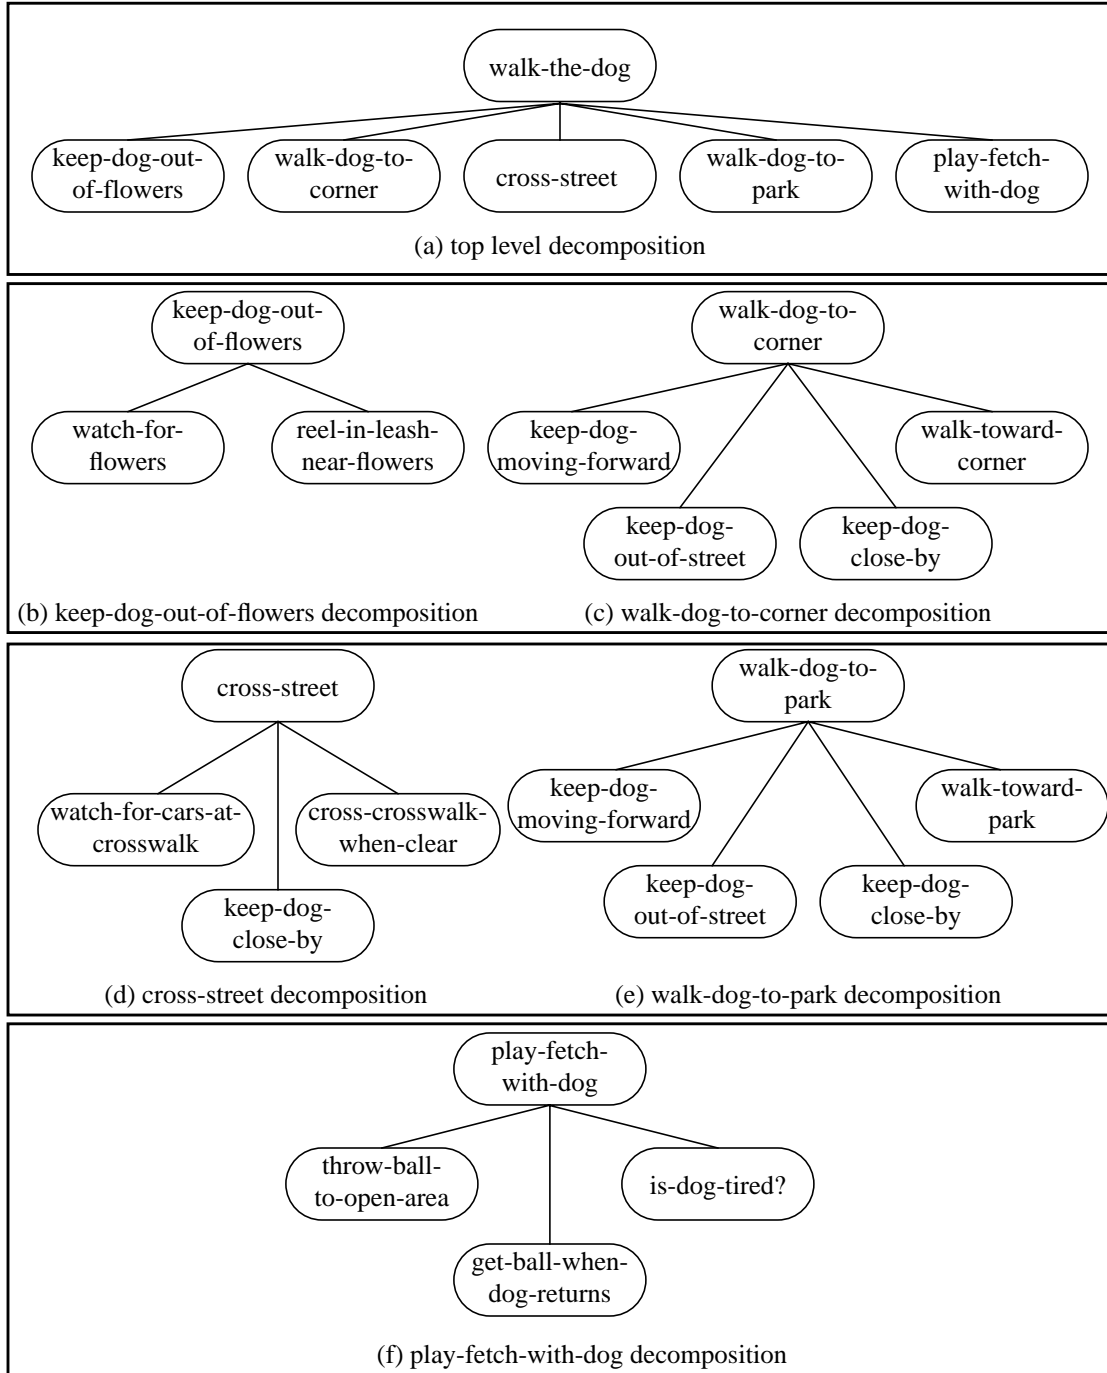 walk-the-dog
keep-dog-out-
of-flowers
walk-dog-to-
corner
cross-street
walk-dog-to-
park
play-fetch-
with-dog
(a) top level decomposition
keep-dog-out-
of-flowers
watch-for-
flowers
reel-in-leash-
near-flowers
(b) keep-dog-out-of-flowers decomposition
walk-dog-to-
corner
keep-dog-
moving-forward
keep-dog-
out-of-street
keep-dog-
close-by
walk-toward-
corner
(c) walk-dog-to-corner decomposition
cross-street
watch-for-cars-at-
crosswalk
keep-dog-
close-by
cross-crosswalk-
when-clear
(d) cross-street decomposition
walk-dog-to-
park
keep-dog-
moving-forward
keep-dog-
out-of-street
keep-dog-
close-by
walk-toward-
park
(e) walk-dog-to-park decomposition
play-fetch-
with-dog
throw-ball-
to-open-area
get-ball-when-
dog-returns
is-dog-tired?
(f) play-fetch-with-dog decomposition